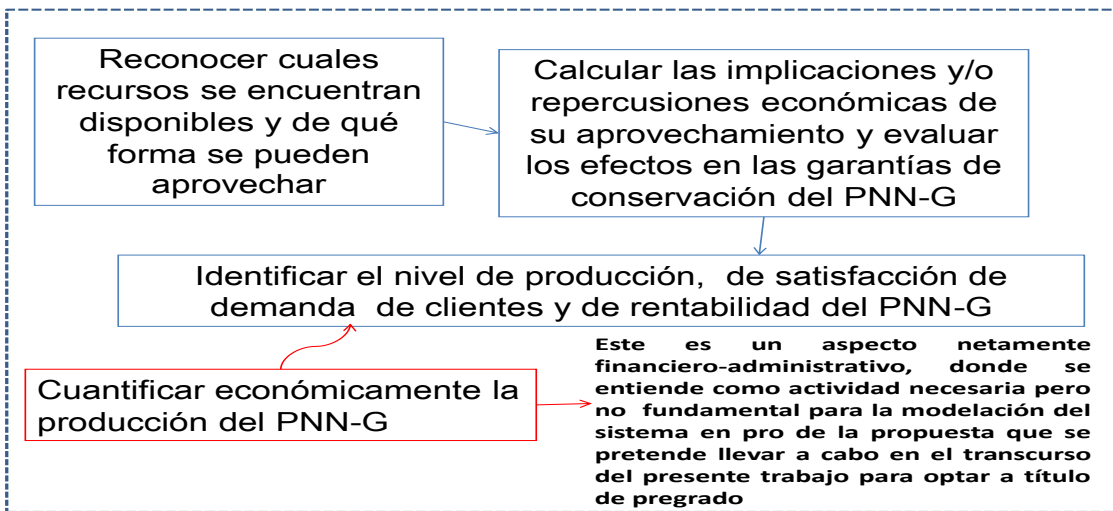 Reconocer cuales
recursos se encuentran
disponibles y de qué
forma se pueden
aprovechar
Calcular las implicaciones y/o
repercusiones económicas de
su aprovechamiento y evaluar
los efectos en las garantías de
conservación del PNN-G
Identificar el nivel de producción, de satisfacción de
demanda de clientes y de rentabilidad del PNN-G
Cuantificar económicamente la
producción del PNN-G
Este es un aspecto netamente
financiero-administrativo, donde se
entiende como actividad necesaria pero
no fundamental para la modelación del
sistema en pro de la propuesta que se
pretende llevar a cabo en el transcurso
del presente trabajo para optar a título
de pregrado